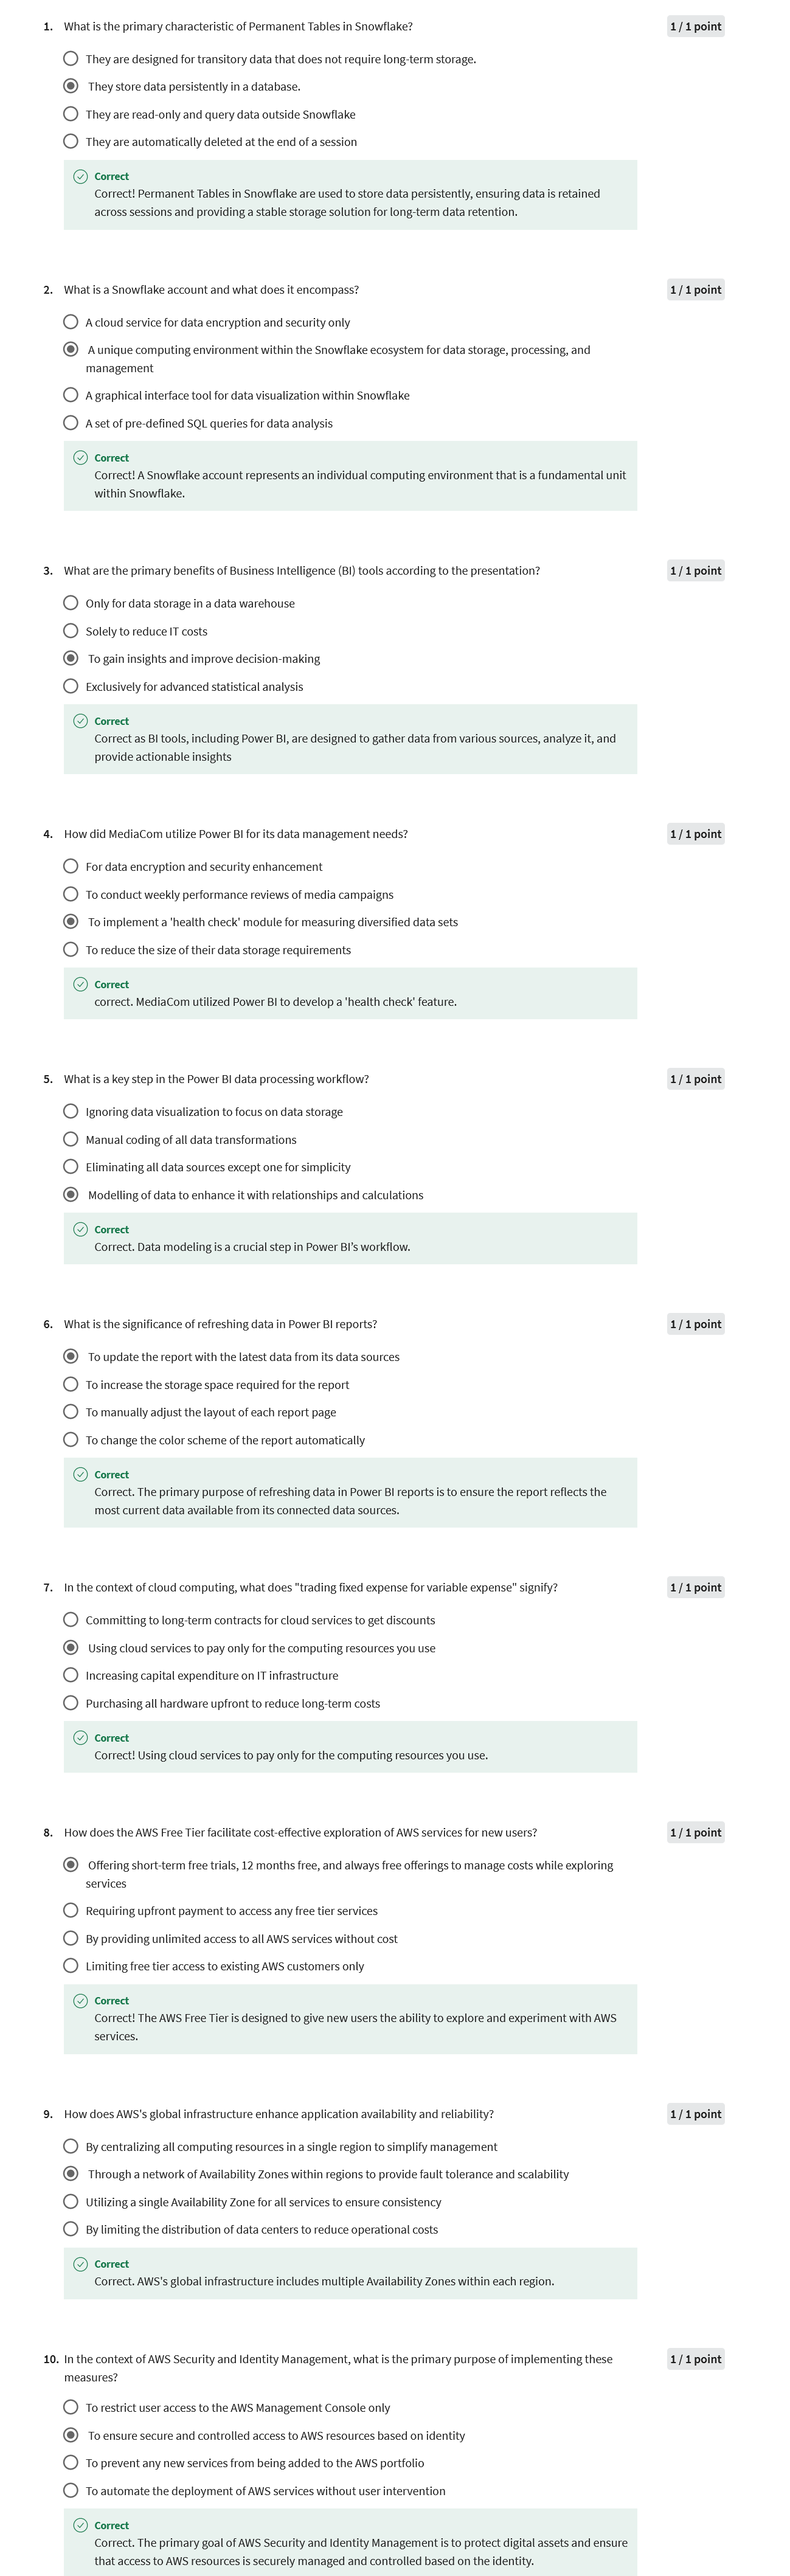 1. What is the primary characteristic of Permanent Tables in Snowflake? 1 / 1 point
They are designed for transitory data that does not require long-term storage.
They store data persistently in a database.
They are read-only and query data outside Snowflake
They are automatically deleted at the end of a session
Correct
Correct! Permanent Tables in Snowflake are used to store data persistently, ensuring data is retained
across sessions and providing a stable storage solution for long-term data retention.
2. What is a Snowflake account and what does it encompass? 1 / 1 point
A cloud service for data encryption and security only
A unique computing environment within the Snowflake ecosystem for data storage, processing, and
management
A graphical interface tool for data visualization within Snowflake
A set of pre-defined SQL queries for data analysis
Correct
Correct! A Snowflake account represents an individual computing environment that is a fundamental unit
within Snowflake.
3. What are the primary benefits of Business Intelligence (BI) tools according to the presentation? 1 / 1 point
Only for data storage in a data warehouse
Solely to reduce IT costs
To gain insights and improve decision-making
Exclusively for advanced statistical analysis
Correct
Correct as BI tools, including Power BI, are designed to gather data from various sources, analyze it, and
provide actionable insights
4. How did MediaCom utilize Power BI for its data management needs? 1 / 1 point
For data encryption and security enhancement
To conduct weekly performance reviews of media campaigns
To implement a 'health check' module for measuring diversified data sets
To reduce the size of their data storage requirements
Correct
correct. MediaCom utilized Power BI to develop a 'health check' feature.
5. What is a key step in the Power BI data processing workflow? 1 / 1 point
Ignoring data visualization to focus on data storage
Manual coding of all data transformations
Eliminating all data sources except one for simplicity
Modelling of data to enhance it with relationships and calculations
Correct
Correct. Data modeling is a crucial step in Power BI’s workflow.
6. What is the significance of refreshing data in Power BI reports? 1 / 1 point
To update the report with the latest data from its data sources
To increase the storage space required for the report
To manually adjust the layout of each report page
To change the color scheme of the report automatically
Correct
Correct. The primary purpose of refreshing data in Power BI reports is to ensure the report reflects the
most current data available from its connected data sources.
7. In the context of cloud computing, what does "trading fixed expense for variable expense" signify? 1 / 1 point
Committing to long-term contracts for cloud services to get discounts
Using cloud services to pay only for the computing resources you use
Increasing capital expenditure on IT infrastructure
Purchasing all hardware upfront to reduce long-term costs
Correct
Correct! Using cloud services to pay only for the computing resources you use.
8. How does the AWS Free Tier facilitate cost-effective exploration of AWS services for new users? 1 / 1 point
Offering short-term free trials, 12 months free, and always free offerings to manage costs while exploring
services
Requiring upfront payment to access any free tier services
By providing unlimited access to all AWS services without cost
Limiting free tier access to existing AWS customers only
Correct
Correct! The AWS Free Tier is designed to give new users the ability to explore and experiment with AWS
services.
9. How does AWS's global infrastructure enhance application availability and reliability? 1 / 1 point
By centralizing all computing resources in a single region to simplify management
Through a network of Availability Zones within regions to provide fault tolerance and scalability
Utilizing a single Availability Zone for all services to ensure consistency
By limiting the distribution of data centers to reduce operational costs
Correct
Correct. AWS's global infrastructure includes multiple Availability Zones within each region.
10. In the context of AWS Security and Identity Management, what is the primary purpose of implementing these 1 / 1 point
measures?
To restrict user access to the AWS Management Console only
To ensure secure and controlled access to AWS resources based on identity
To prevent any new services from being added to the AWS portfolio
To automate the deployment of AWS services without user intervention
Correct
Correct. The primary goal of AWS Security and Identity Management is to protect digital assets and ensure
that access to AWS resources is securely managed and controlled based on the identity.